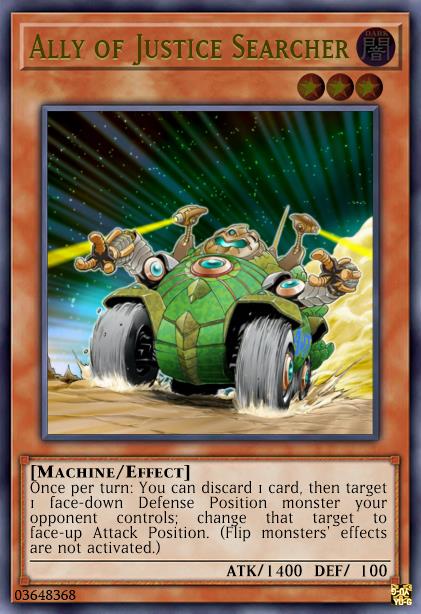 ALLY OF JUSTICE SEARCHER
DARK
闇
[MACHINE/EFFECT]
Once per turn: You can discard 1 card, then target
1 face-down Defense Position monster your
opponent controls; change that target to
face-up Attack Position. (Flip monsters' effects
are not activated.)
ATK/1400 DEF/ 100
03648368